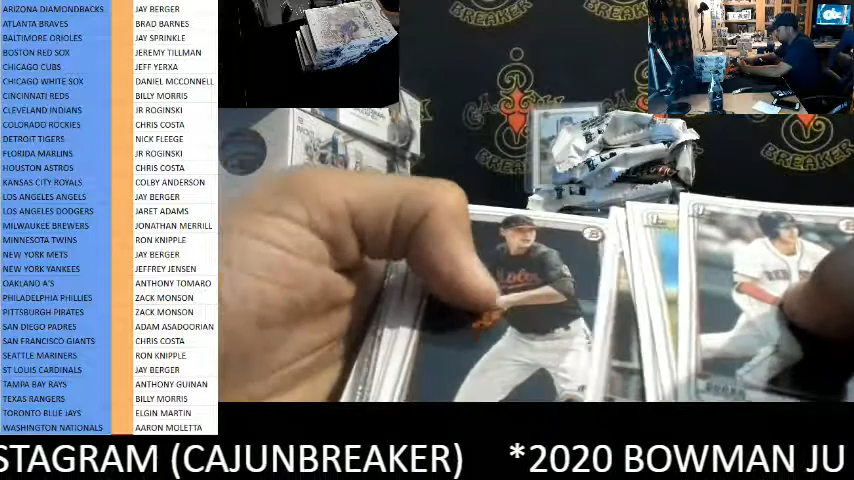 ARIZONA DIAMONDBACKS JAY BERGER
ATLANTA BRAVES BRAD BARNES
BALTIMORE ORIOLES JAY SPRINKLE
BOSTON RED SOX JEREMY TILLMAN
CHICAGO CUBS JEFF YERXA
CHICAGO WHITE SOX DANIEL MCCONNELL
CINCINATTI REDS BILLY MORRIS
CLEVELAND INDIANS JR ROGINSKI
COLORADO ROCKIES CHRIS COSTA
DETROIT TIGERS NICK FLEEGE
FLORIDA MARLINS JR ROGINSKI
HOUSTON ASTROS CHRIS COSTA
KANSAS CITY ROYALS COLBY ANDERSON
LOS ANGELES ANGELS JAY BERGER
LOS ANGELES DODGERS JARET ADAMS
MILWAUKEE BREWERS JONATHAN MERRILL
MINNESOTA TWINS RON KNIPPLE
NEW YORK METS JAY BERGER
NEW YORK YANKEES JEFFREY JENSEN
OAKLAND A'S ANTHONY TOMARO
PHILADELPHIA PHILLIES ZACK MONSON
PITTSBURGH PIRATES ZACK MONSON
SAN DIEGO PADRES ADAM ASADOORIAN
SAN FRANCISCO GIANTS CHRIS COSTA
SEATTLE MARINERS RON KNIPPLE
ST LOUIS CARDINALS JAY BERGER
TAMPA BAY RAYS ANTHONY GUINAN
TEXAS RANGERS BILLY MORRIS
TORONTO BLUE JAYS ELGIN MARTIN
WASHINGTON NATIONALS AARON MOLETTA
BREAKER
BREAKER
BREAKER
BREAKER
STAGRAM (CAJUNBREAKER) *2020 BOWMAN JU